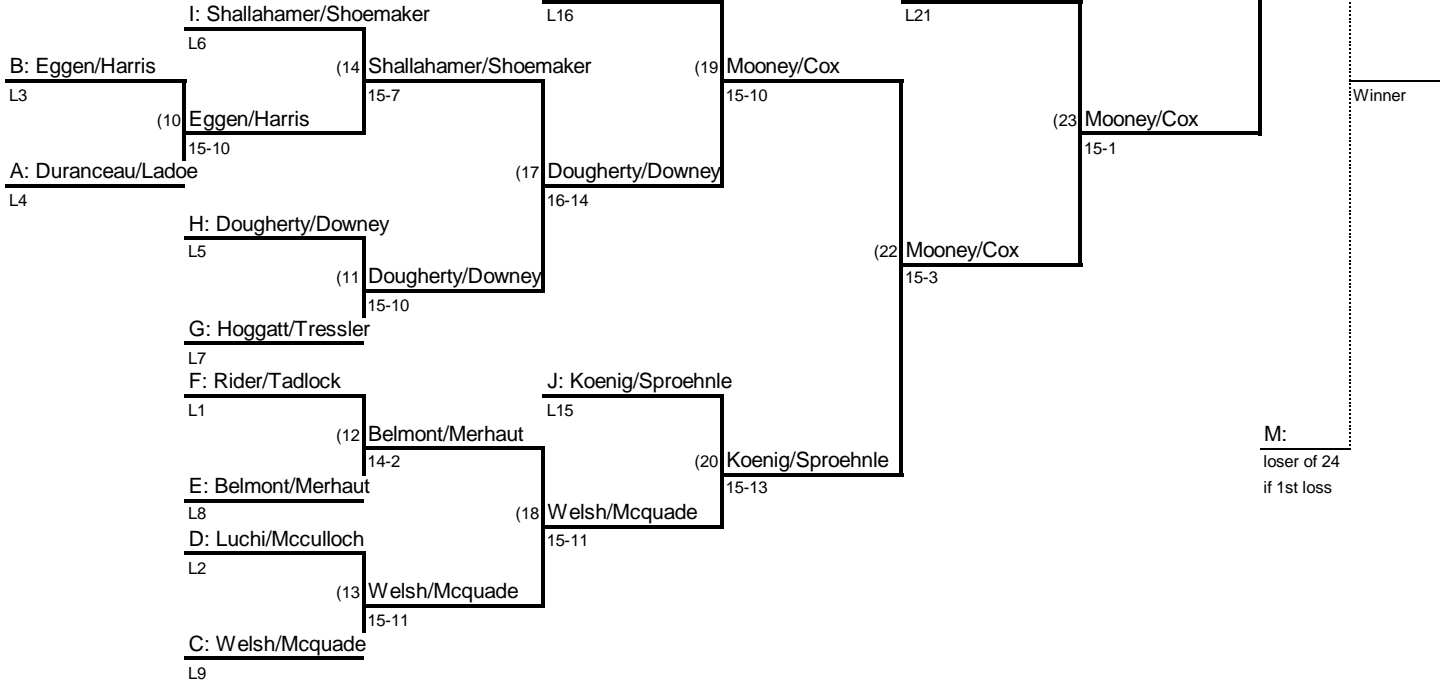 I: Shallahamer/Shoemaker
L16
L21
L6
B: Eggen/Harris
(14 Shallahamer/Shoemaker
(19 Mooney/Cox
L3
15-7
15-10
Winner
(10 Eggen/Harris
(23 Mooney/Cox
15-10
15-1
A: Duranceau/Ladoe
(17 Dougherty/Downey
L4
16-14
H: Dougherty/Downey
L5
(22 Mooney/Cox
(11 Dougherty/Downey
15-3
15-10
G: Hoggatt/Tressler
L7
F: Rider/Tadlock
J: Koenig/Sproehnle
L1
L15
(12 Belmont/Merhaut
M:
14-2
(20 Koenig/Sproehnle
loser of 24
E: Belmont/Merhaut
15-13
if 1st loss
L8
(18 Welsh/Mcquade
D: Luchi/Mcculloch
15-11
L2
(13 Welsh/Mcquade
15-11
C: Welsh/Mcquade
L9